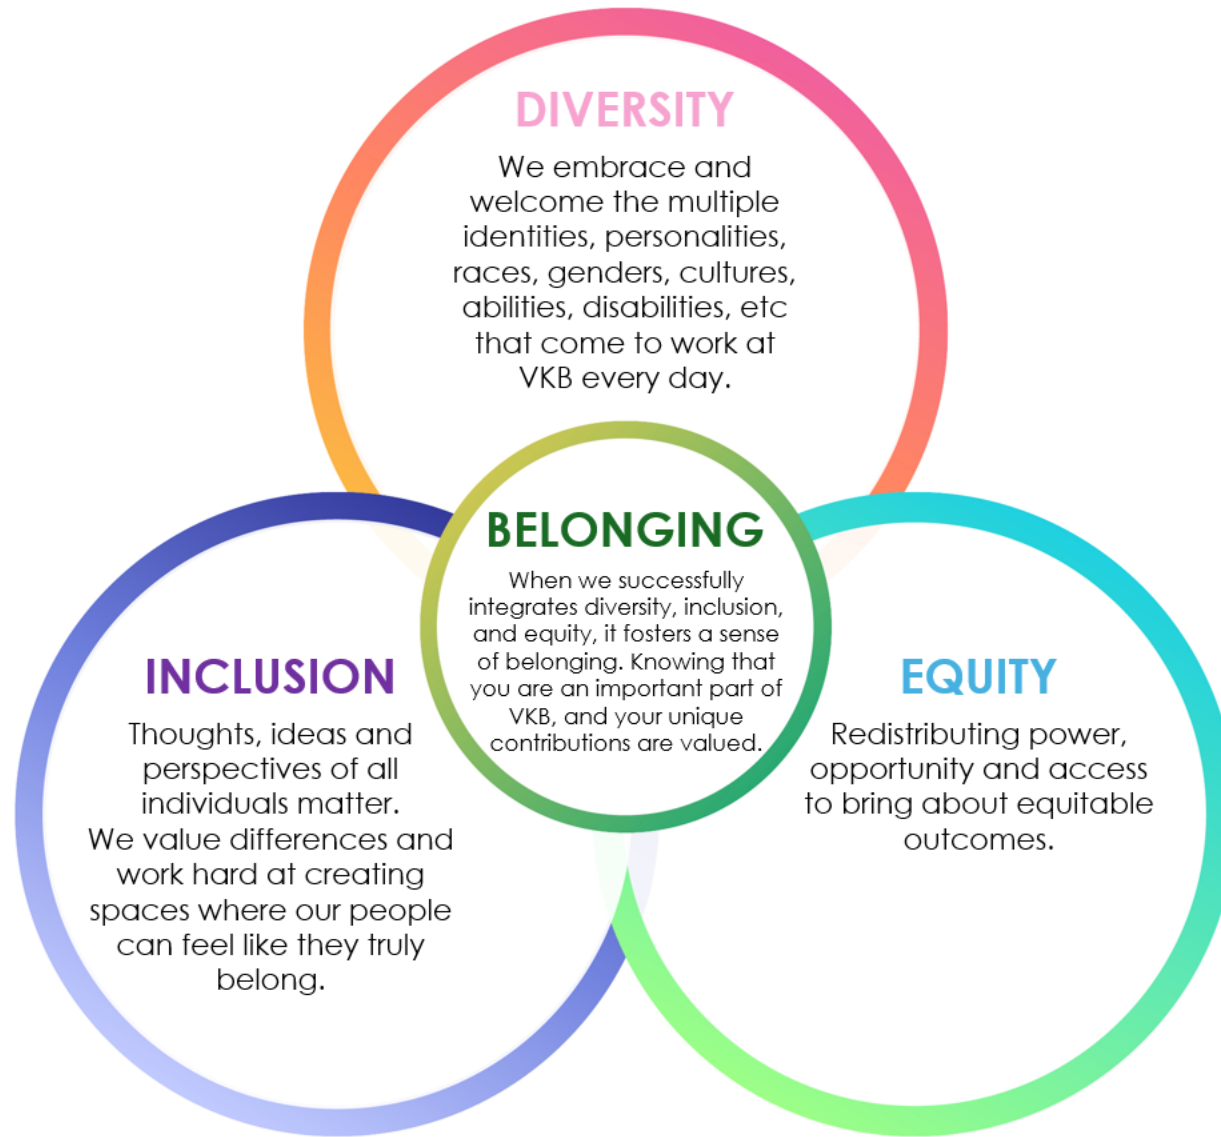 DIVERSITY
We embrace and
welcome the multiple
identities, personalities,
races, genders, cultures,
abilities, disabilities, etc
that come to work at
VKB every day.
BELONGING
When we successfully
integrates diversity, inclusion,
and equity, it fosters a sense
of belonging. Knowing that
you are an important part of
VKB, and your unique
contributions are valued.
INCLUSION
Thoughts, ideas and
perspectives of all
individuals matter.
We value differences and
work hard at creating
spaces where our people
can feel like they truly
belong.
EQUITY
Redistributing power,
opportunity and access
to bring about equitable
outcomes.